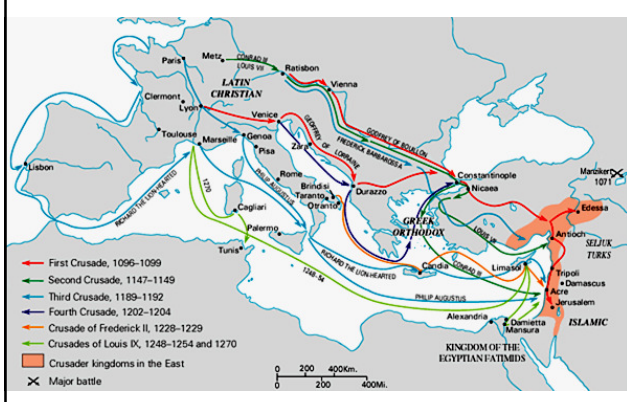 Paris
Metz
CONRAD III
LOUIS VII
Ratisbon
Vienna
LATIN
CHRISTIAN
Clermont
Lyon
Venice
GEOFFREY OF LORRAINE
GODFREY OF BOUILLON
FREDERICK BARBAROSSA
Toulouse
Marseille
Genoa
Pisa
Zara
Lisbon
RICHARD THE LION HEARTED
1270
PHILIP AUGUSTUS
Rome
Brindisi
Taranto
Otranto
Durazzo
Constantinople
Nicaea
Manzikert
1071
Edessa
GREEK
ORTHODOX
LOUIS VII
Antioch
SELJUK
TURKS
Cagliari
Palermo
Tunis
RICHARD THE LION HEARTED
1248-54
Candia
CONRAD III
Limasol
PHILIP AUGUSTUS
Tripoli
Damascus
Acre
Jerusalem
ISLAMIC
Alexandria
Damietta
Mansura
KINGDOM OF THE
EGYPTIAN FATIMIDS
First Crusade, 1096–1099
Second Crusade, 1147–1149
Third Crusade, 1189–1192
Fourth Crusade, 1202–1204
Crusade of Frederick II, 1228–1229
Crusades of Louis IX, 1248–1254 and 1270
Crusader kingdoms in the East
Major battle
0 200 400Km.
0 200 400Mi.